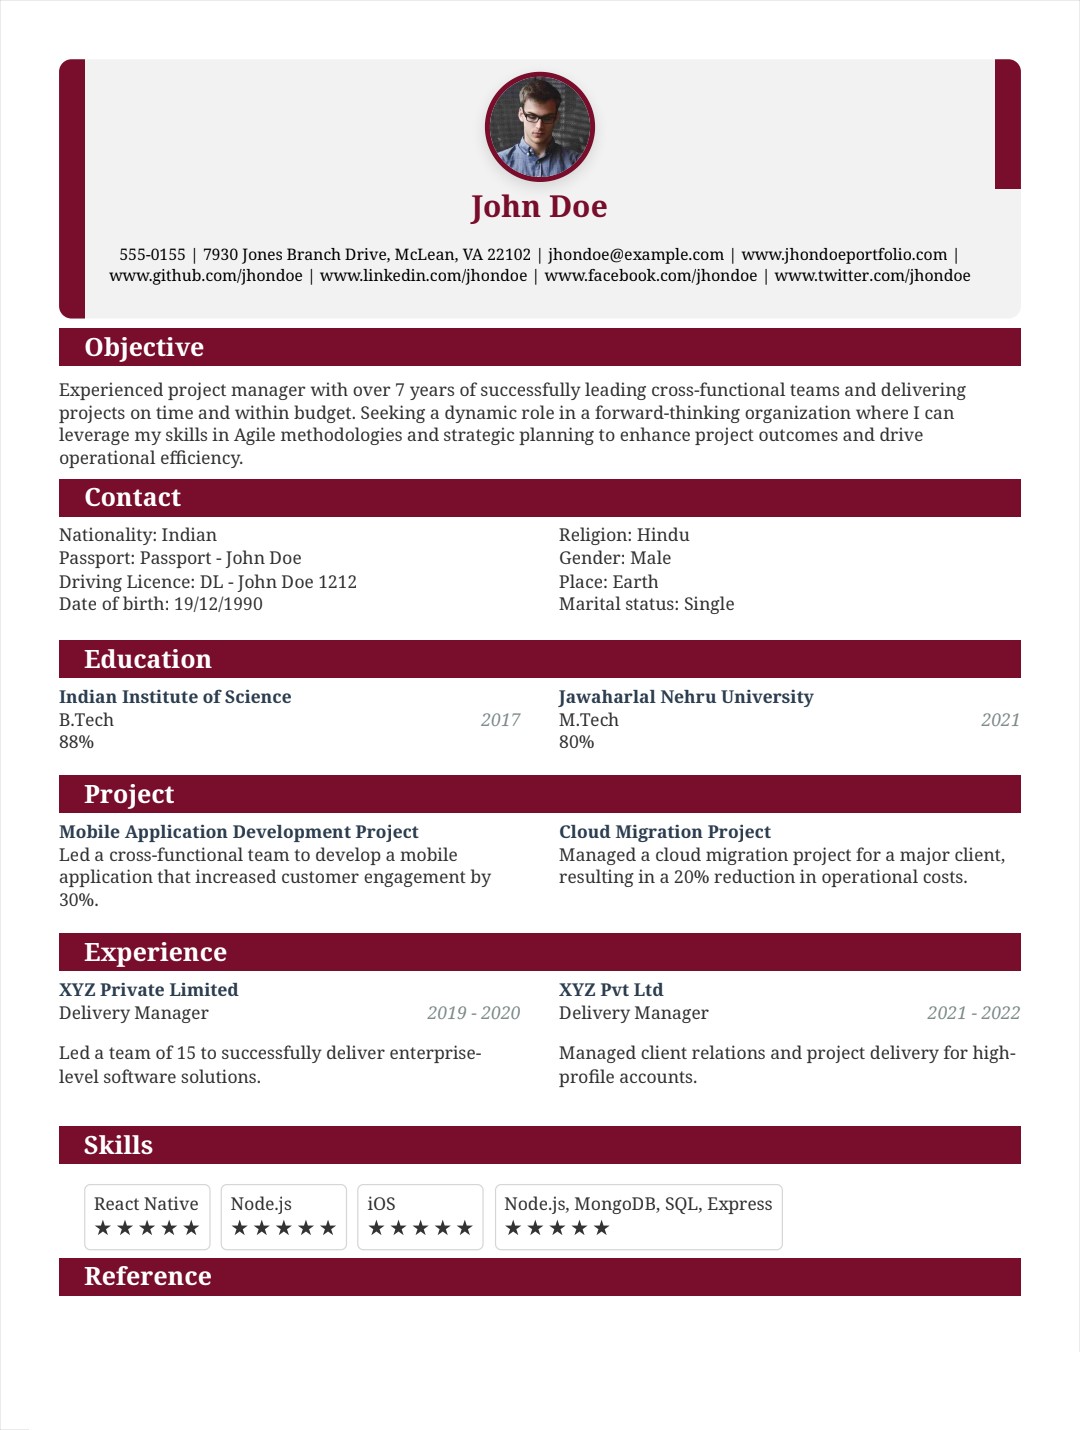 John Doe
555-0155 | 7930 Jones Branch Drive, McLean, VA 22102 | jhondoe@example.com | www.jhondoeportfolio.com |
www.github.com/jhondoe | www.linkedin.com/jhondoe | www.facebook.com/jhondoe | www.twitter.com/jhondoe
Objective
Experienced project manager with over 7 years of successfully leading cross-functional teams and delivering
projects on time and within budget. Seeking a dynamic role in a forward-thinking organization where I can
leverage my skills in Agile methodologies and strategic planning to enhance project outcomes and drive
operational efficiency.
Contact
Nationality: Indian
Religion: Hindu
Passport: Passport - John Doe
Gender: Male
Driving Licence: DL - John Doe 1212
Place: Earth
Date of birth: 19/12/1990
Marital status: Single
Education
Indian Institute of Science
B.Tech 2017
88%
Jawaharlal Nehru University
M.Tech 2021
80%
Project
Mobile Application Development Project
Led a cross-functional team to develop a mobile
application that increased customer engagement by
30%.
Cloud Migration Project
Managed a cloud migration project for a major client,
resulting in a 20% reduction in operational costs.
Experience
XYZ Private Limited
Delivery Manager 2019 - 2020
Led a team of 15 to successfully deliver enterprise-
level software solutions.
XYZ Pvt Ltd
Delivery Manager 2021 - 2022
Managed client relations and project delivery for high-
profile accounts.
Skills
React Native
★★★★★
Node.js
★★★★★
iOS
★★★★★
Node.js, MongoDB, SQL, Express
★★★★★
Reference